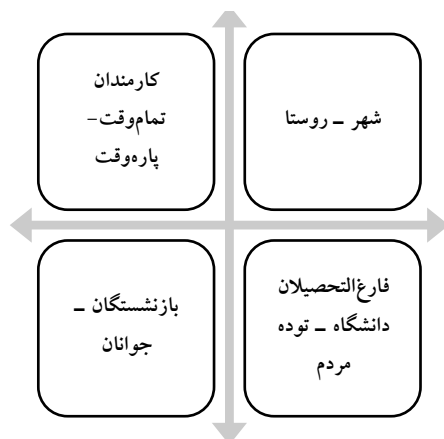 شهر ـ روستا
کارمندان
تمام‌وقت-
پاره‌وقت
فارغ‌التحصیلان
دانشگاه ـ توده
مردم
بازنشستگان ـ
جوانان